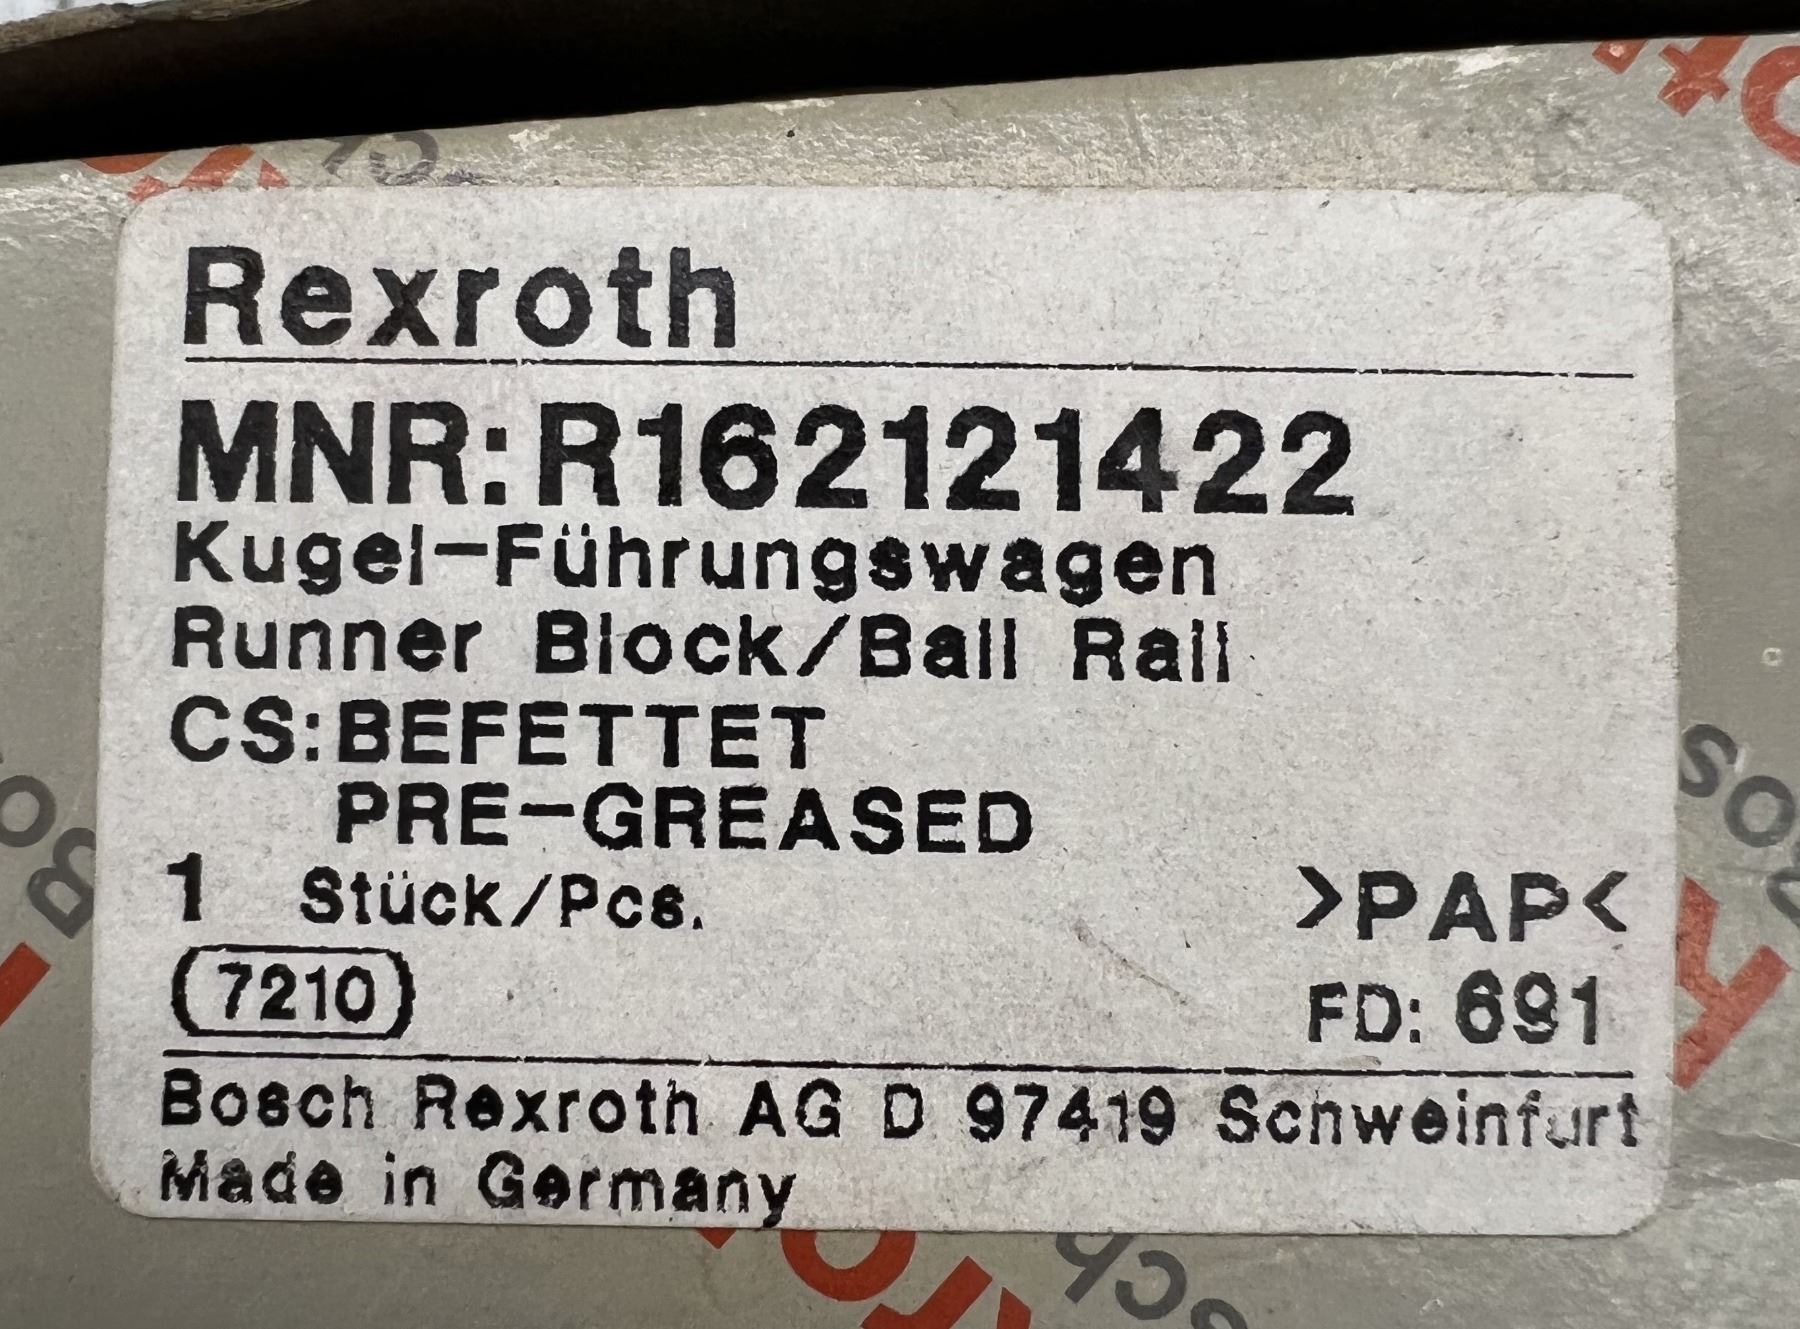 Rexroth
MNR:R162121422
Kugel-Führungswagen
Runner Block/Ball Rail
CS:BEFETTET
PRE-GREASED
1 Stück/Pcs.
>PAP<
7210
FD: 691
Bosch Rexroth AG D 97419 Schweinfurt
Made in Germany